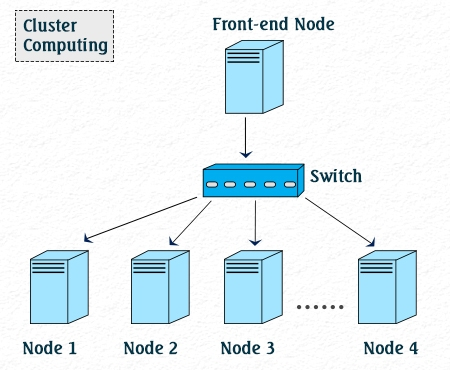 Cluster
Computing
Front-end Node
Switch
Node 1
Node 2
Node 3
Node 4